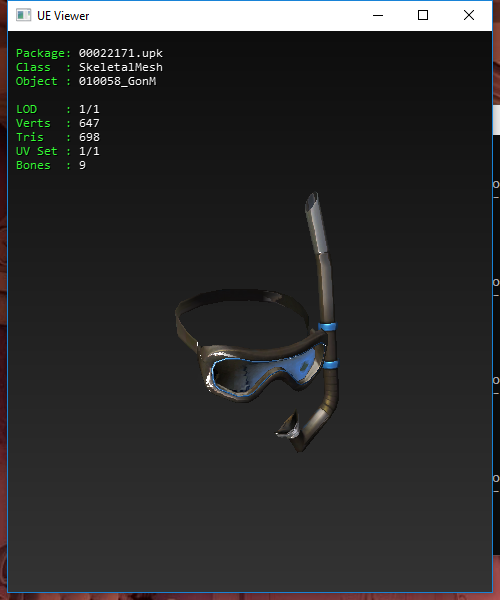 UE Viewer
Package: 00022171.upk
Class : SkeletalMesh
Object : 010058_GonM
LOD : 1/1
Verts : 647
Tris : 698
UV Set : 1/1
Bones : 9